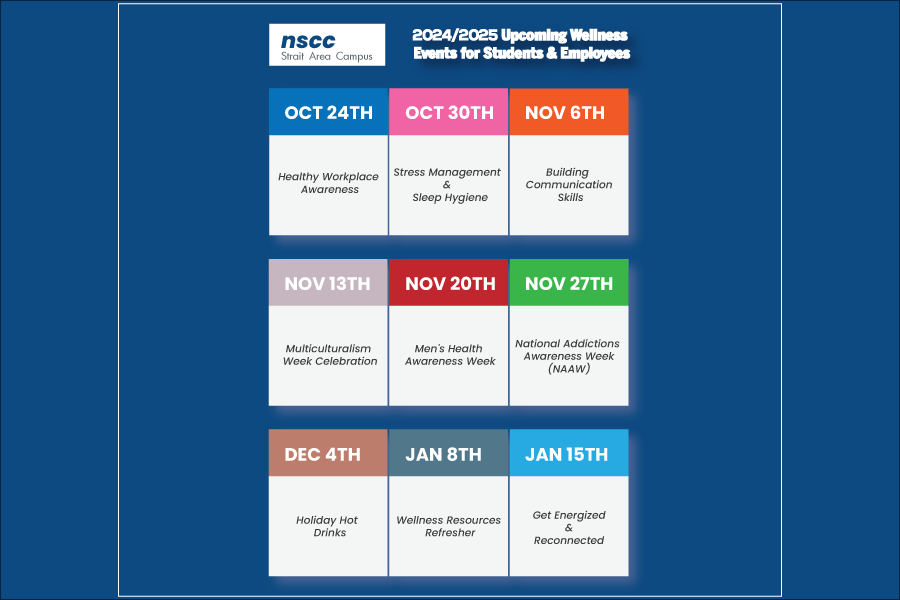 nscc
Strait Area Campus
2024/2025 Upcoming Wellness
Events for Students & Employees
OCT 24TH
Healthy Workplace
Awareness
OCT 30TH
Stress Management
&
Sleep Hygiene
NOV 6TH
Building
Communication
Skills
NOV 13TH
Multiculturalism
Week Celebration
NOV 20TH
Men's Health
Awareness Week
NOV 27TH
National Addictions
Awareness Week
(NAAW)
DEC 4TH
Holiday Hot
Drinks
JAN 8TH
Wellness Resources
Refresher
JAN 15TH
Get Energized
&
Reconnected